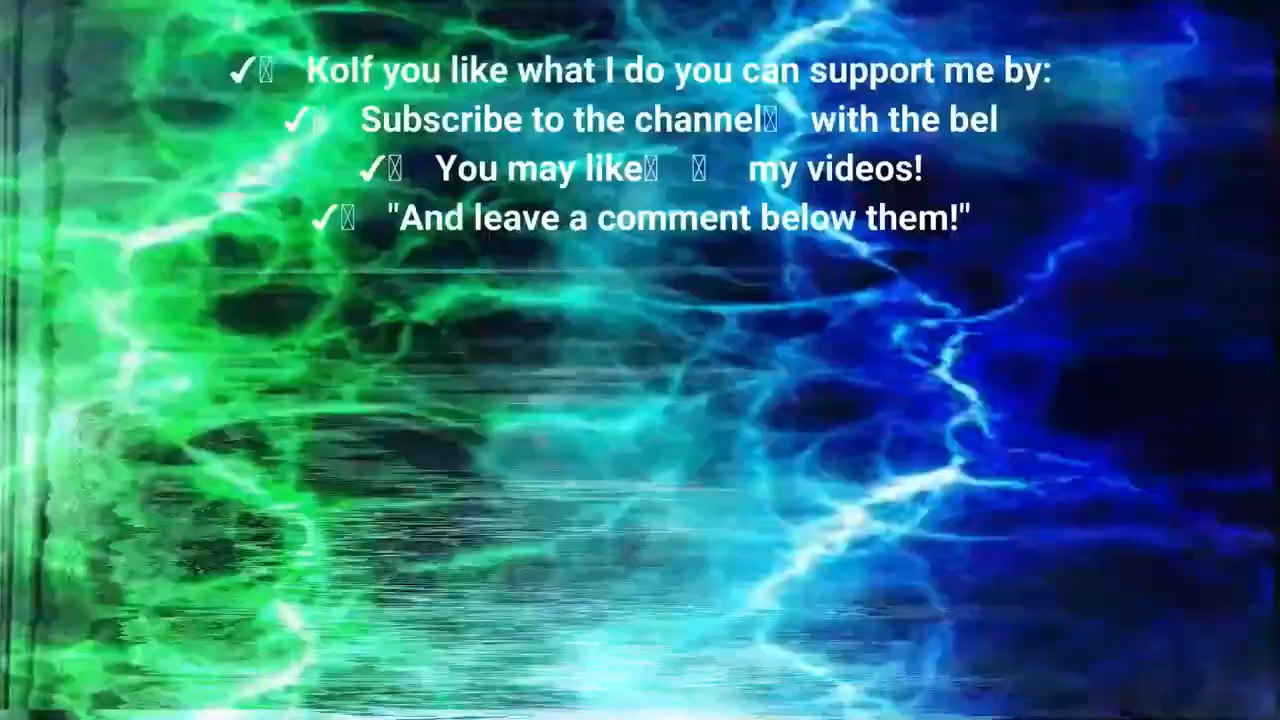 ✓ KoIf you like what I do you can support me by:
✓ Subscribe to the channel with the bel
✓ You may like my videos!
✓ "And leave a comment below them!"